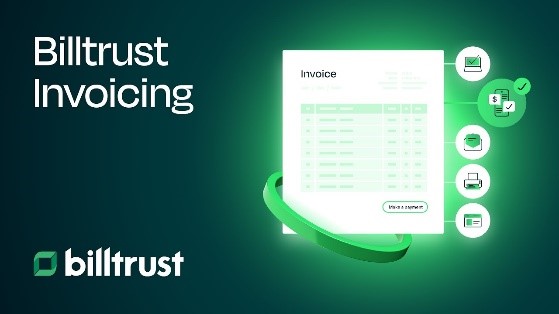 Billtrust
Invoicing
Invoice
$
Make a payment
billtrust